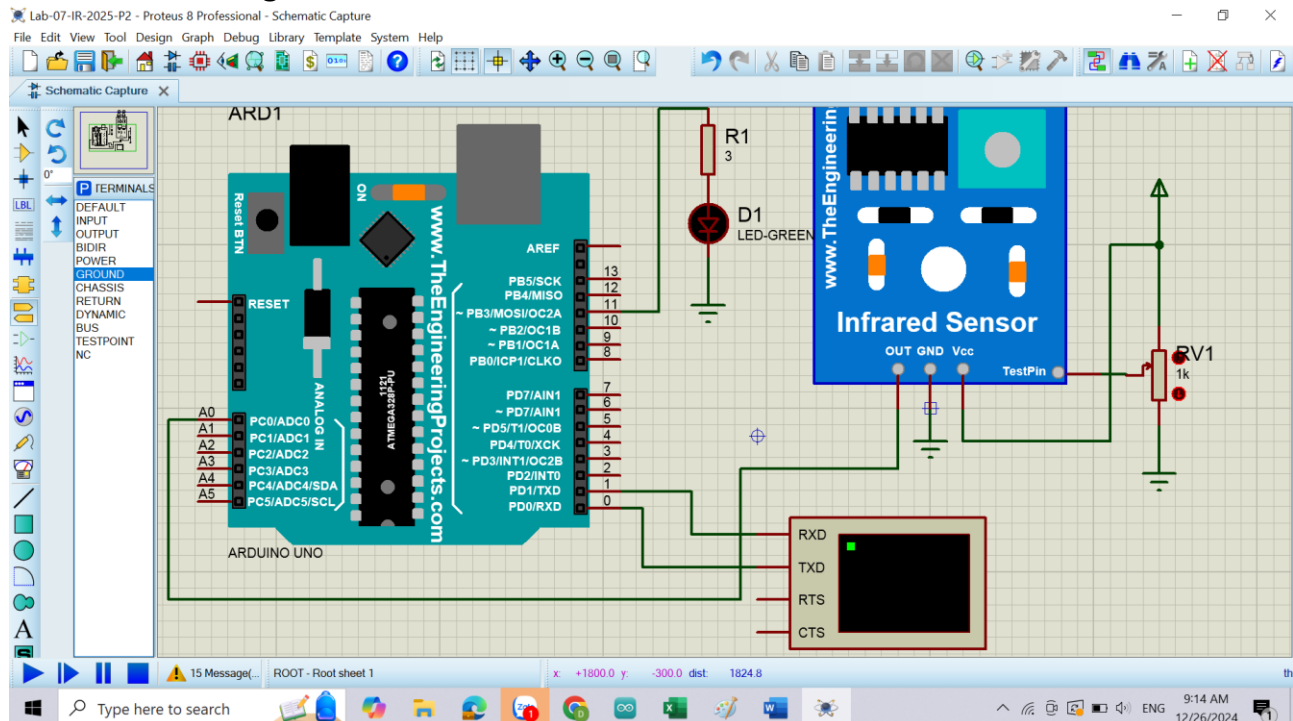 Lab-07-IR-2025-P2 - Proteus 8 Professional - Schematic Capture
File Edit View Tool Design Graph Debug Library Template System Help
Schematic Capture
0°
LBL
P TERMINALS
DEFAULT
INPUT
OUTPUT
BIDIR
POWER
GROUND
CHASSIS
RETURN
DYNAMIC
BUS
TESTPOINT
NC
A
S
ARD1
Reset BTN
ON
www.TheEngineeringProjects.com
RESET
ANALOG IN
1121
ATMEGA328P-PU
AREF
PB5/SCK 13
PB4/MISO 12
~ PB3/MOSI/OC2A 11
~ PB2/OC1B 10
~ PB1/OC1A 9
PB0/ICP1/CLKO 8
PD7/AIN1 7
~ PD7/AIN1 6
~ PD5/T1/OC0B 5
PD4/T0/XCK 4
~ PD3/INT1/OC2B 3
PD2/INT0 2
PD1/TXD 1
PD0/RXD 0
A0 PC0/ADC0
A1 PC1/ADC1
A2 PC2/ADC2
A3 PC3/ADC3
A4 PC4/ADC4/SDA
A5 PC5/ADC5/SCL
ARDUINO UNO
R1
3
D1
LED-GREEN
www.TheEngineerin
Infrared Sensor
OUT GND Vcc
TestPin
RV1
1k
RXD
TXD
RTS
CTS
15 Message(...
ROOT - Root sheet 1
x: +1800.0 y: -300.0 dist: 1824.8
th
Type here to search
ENG
9:14 AM
12/26/2024